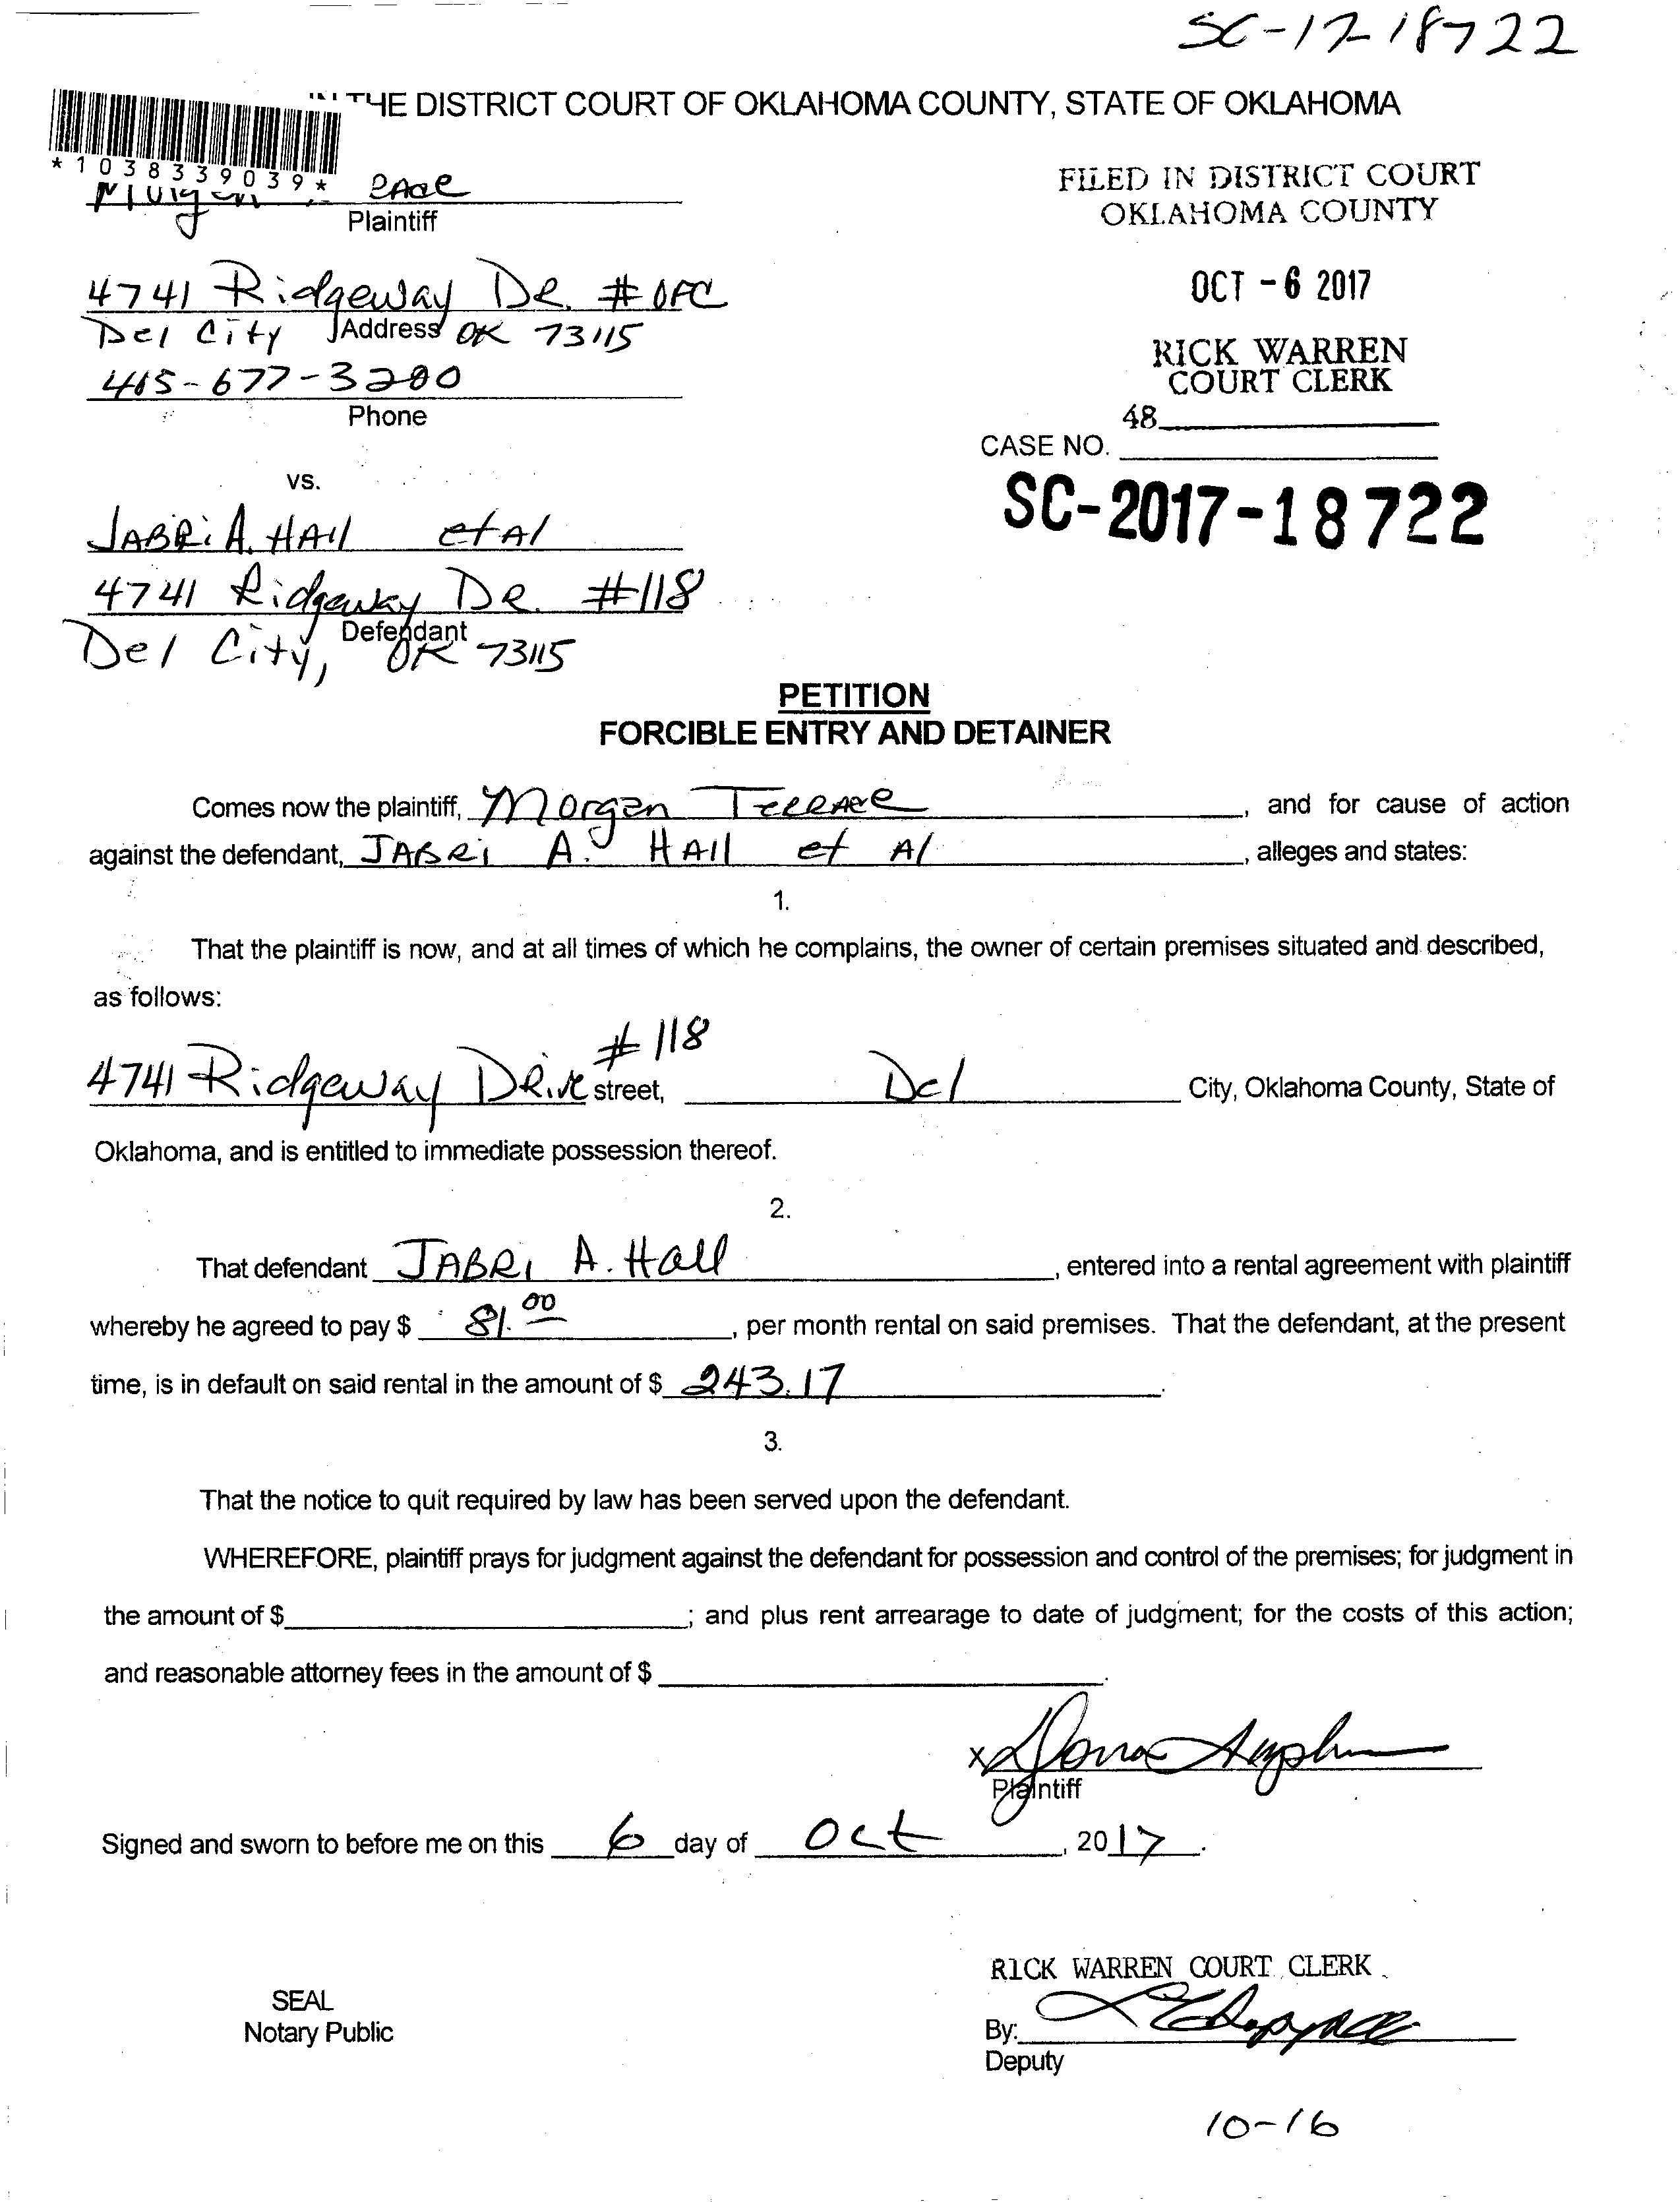 SC-17-18722
THE DISTRICT COURT OF OKLAHOMA COUNTY, STATE OF OKLAHOMA
*1038339039*
Plaintiff
FILED IN DISTRICT COURT
OKLAHOMA COUNTY
4741 Ridgeway DR. #OFC
Address
Del City OK 73115
OCT -6 2017
RICK WARREN
COURT CLERK
405-677-3200
Phone
48
CASE NO.
SC-2017-18722
vs.
JABRi A. HAll et Al
4741 Ridgeway DR. #118
Defendant
Del City, OK 73115
PETITION
FORCIBLE ENTRY AND DETAINER
Comes now the plaintiff, Morgan Terrace, and for cause of action
against the defendant, JABRi A. HAll et Al, alleges and states:
1.
That the plaintiff is now, and at all times of which he complains, the owner of certain premises situated and described,
as follows:
4741 Ridgeway DRive #118 street, Del City, Oklahoma County, State of
Oklahoma, and is entitled to immediate possession thereof.
2.
That defendant JABRI A. Hall, entered into a rental agreement with plaintiff
whereby he agreed to pay $ 81.00, per month rental on said premises. That the defendant, at the present
time, is in default on said rental in the amount of $ 243.17.
3.
That the notice to quit required by law has been served upon the defendant.
WHEREFORE, plaintiff prays for judgment against the defendant for possession and control of the premises; for judgment in
the amount of $ ; and plus rent arrearage to date of judgment; for the costs of this action;
and reasonable attorney fees in the amount of $ .
x
Plaintiff
Signed and sworn to before me on this 6 day of Oct, 2017.
RICK WARREN COURT CLERK
SEAL
Notary Public
By:
Deputy
10-16